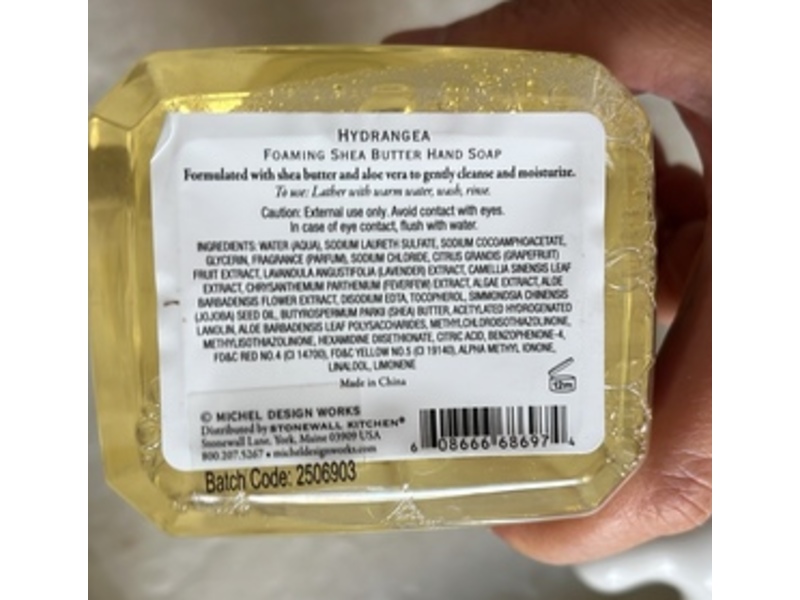 HYDRANGEA
FOAMING SHEA BUTTER HAND SOAP
Formulated with shea butter and aloe vera to gently cleanse and moisturize.
To use: Lather with warm water, wash, rinse.
Caution: External use only. Avoid contact with eyes.
In case of eye contact, flush with water.
INGREDIENTS: WATER (AQUA), SODIUM LAURETH SULFATE, SODIUM COCOAMPHOACETATE,
GLYCERIN, FRAGRANCE (PARFUM), SODIUM CHLORIDE, CITRUS GRANDIS (GRAPEFRUIT)
FRUIT EXTRACT, LAVANDULA ANGUSTIFOLIA (LAVENDER) EXTRACT, CAMELLIA SINENSIS LEAF
EXTRACT, CHRYSANTHEMUM PARTHENIUM (FEVERFEW) EXTRACT, ALGAE EXTRACT, ALOE
BARBADENSIS FLOWER EXTRACT, DISODIUM EDTA, TOCOPHEROL, SIMMONDSIA CHINENSIS
(JOJOBA) SEED OIL, BUTYROSPERMUM PARKII (SHEA) BUTTER, ACETYLATED HYDROGENATED
LANOLIN, ALOE BARBADENSIS LEAF POLYSACCHARIDES, METHYLCHLOROISOTHIAZOLINONE,
METHYLISOTHIAZOLINONE, HEXAMIDINE DIISETHIONATE, CITRIC ACID, BENZOPHENONE-4,
FD&C RED NO.4 (CI 14700), FD&C YELLOW NO.5 (CI 19140), ALPHA METHYL IONONE,
LINALOOL, LIMONENE
Made in China
12m
© MICHEL DESIGN WORKS
Distributed by STONEWALL KITCHEN®
Stonewall Lane, York, Maine 03909 USA
800.207.5267 • micheldesignworks.com
6 08666 68697 4
Batch Code: 2506903